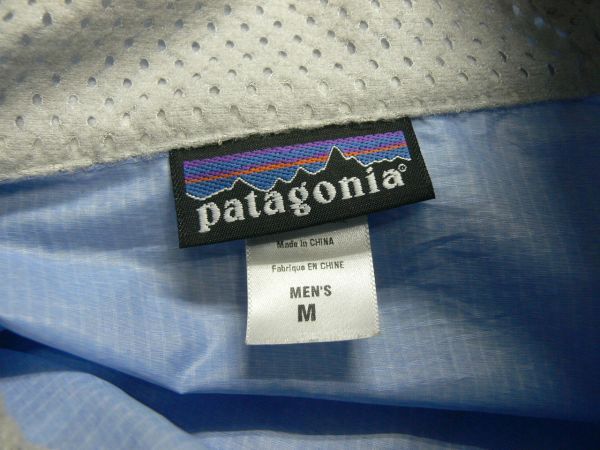 patagonia®
Made in CHINA
Fabriqué EN CHINE
MEN'S
M